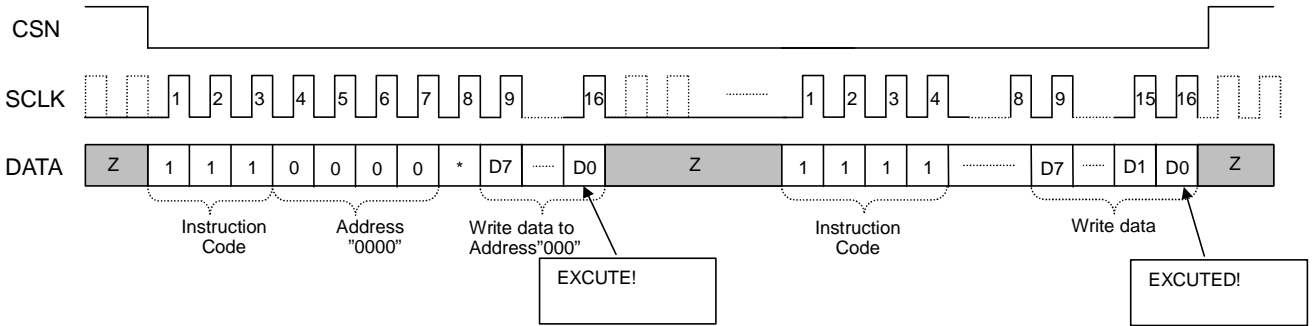 CSN
SCLK 1 2 3 4 5 6 7 8 9 ........ 16 ........ 1 2 3 4 ........ 8 9 ........ 15 16
DATA Z 1 1 1 0 0 0 0 * D7 ...... D0 Z 1 1 1 1 ........ D7 ...... D1 D0 Z
Instruction Address Write data to Instruction Write data
Code "0000" Address"000" Code
EXCUTE! EXCUTED!